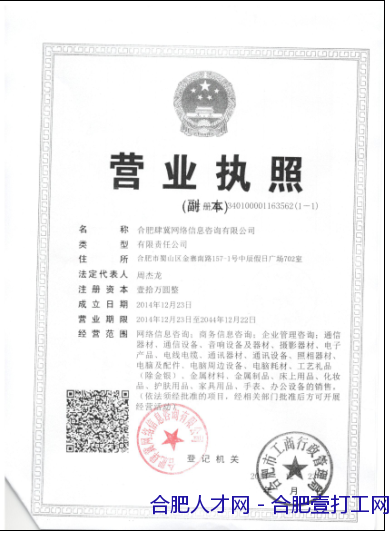 营业执照
(副 本)
340100001163562(1-1)
名 称 合肥肆冀网络信息咨询有限公司
类 型 有限责任公司
住 所 合肥市蜀山区金寨南路157-1号中垣假日广场702室
法定代表人 周杰龙
注册资本 壹拾万圆整
成立日期 2014年12月23日
营业期限 2014年12月23日至2044年12月22日
经营范围 网络信息咨询；商务信息咨询；企业管理咨询；通信
器材、通信设备、音响设备及器材、摄影器材、电子
产品、电线电缆、通讯器材、通讯设备、照相器材、
电脑及配件、电脑周边设备、电脑耗材、工艺礼品
（除金银）、金属材料、金属制品、床上用品、化妆
品、护肤用品、家具用品、手表、办公设备的销售。
（依法须经批准的项目，经相关部门批准后方可开展
经营活动）
登记机关
合肥市工商行政管理局
月
合肥人才网 - 合肥壹打工网